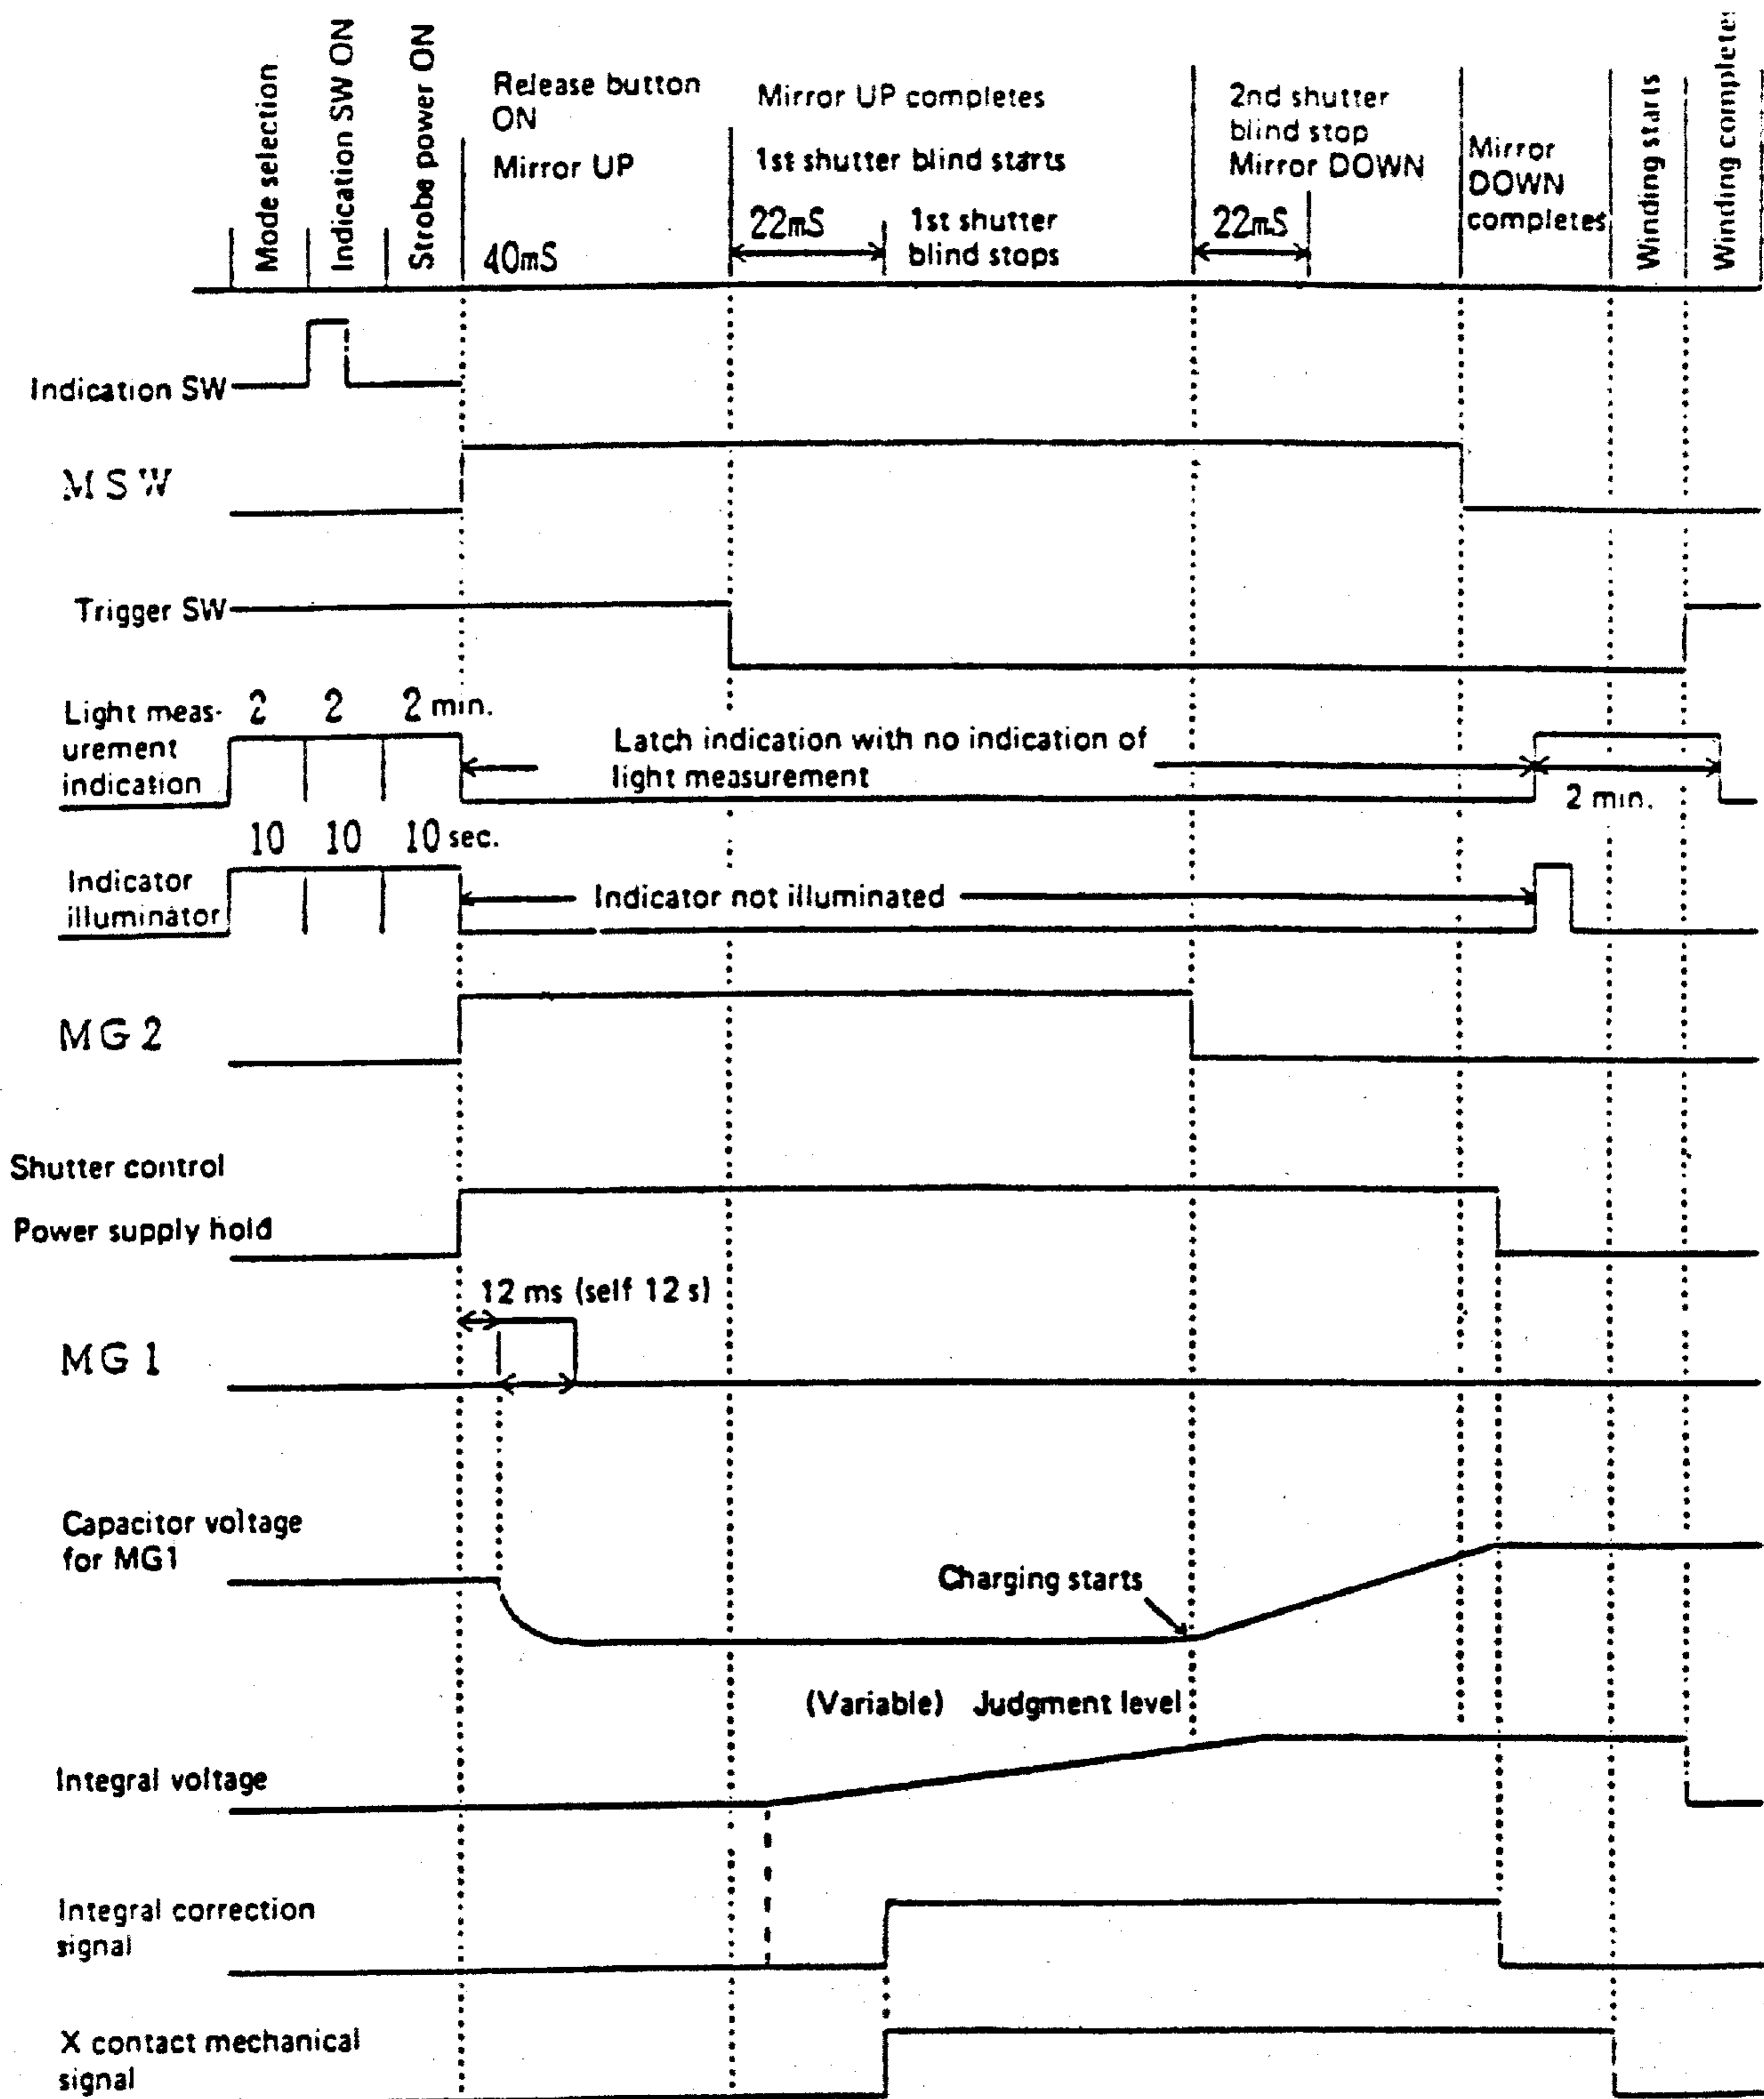 Mode selection
Indication SW ON
Strobe power ON
Release button
ON
Mirror UP
40mS
Mirror UP completes
1st shutter blind starts
22mS
1st shutter
blind stops
2nd shutter
blind stop
Mirror DOWN
22mS
Mirror
DOWN
completes
Winding starts
Winding completes
Indication SW
MSW
Trigger SW
Light meas-
urement
indication
2 2 2 min.
Latch indication with no indication of
light measurement
2 min.
10 10 10 sec.
Indicator
illuminator
Indicator not illuminated
MG2
Shutter control
Power supply hold
12 ms (self 12 s)
MG1
Capacitor voltage
for MG1
Charging starts
(Variable) Judgment level
Integral voltage
Integral correction
signal
X contact mechanical
signal